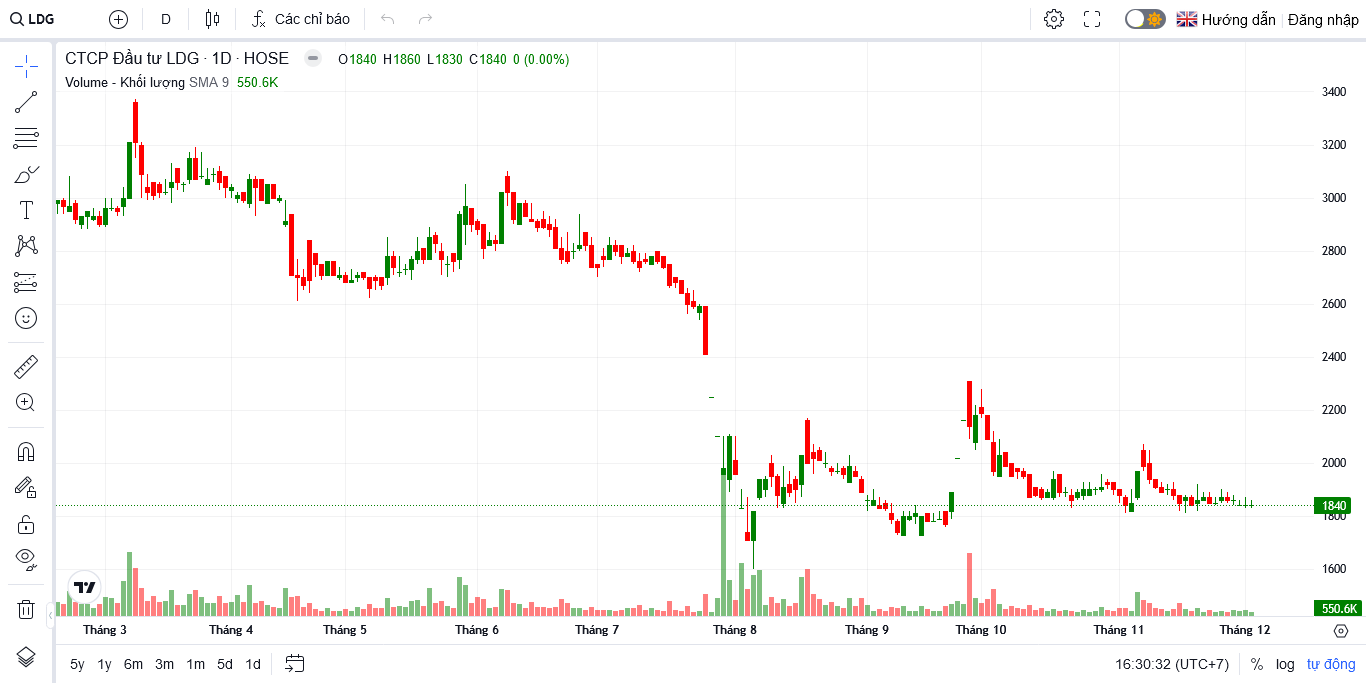 LDG D Các chỉ báo Hướng dẫn Đăng nhập
CTCP Đầu tư LDG · 1D · HOSE O1840 H1860 L1830 C1840 0 (0.00%)
Volume - Khối lượng SMA 9 550.6K
3400
3200
3000
2800
2600
2400
2200
2000
1840
1800
1600
550.6K
Tháng 3 Tháng 4 Tháng 5 Tháng 6 Tháng 7 Tháng 8 Tháng 9 Tháng 10 Tháng 11 Tháng 12
5y 1y 6m 3m 1m 5d 1d 16:30:32 (UTC+7) % log tự động